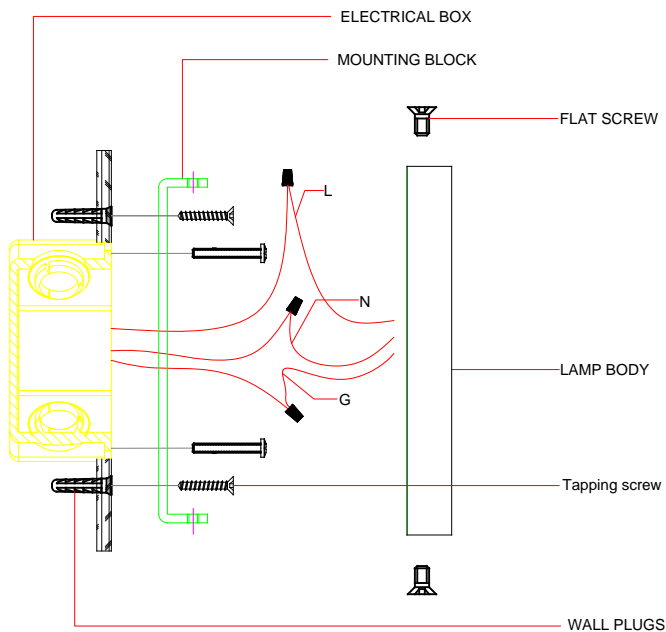 ELECTRICAL BOX
MOUNTING BLOCK
FLAT SCREW
L
N
LAMP BODY
G
Tapping screw
WALL PLUGS